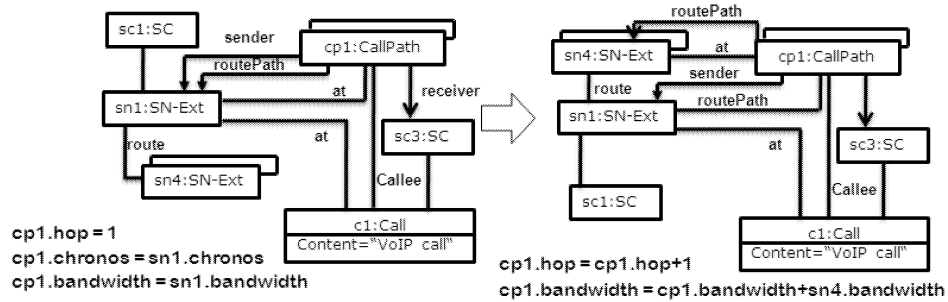 sc1:SC
sender
cp1:CallPath
routePath
at
receiver
sn1:SN-Ext
at
sc3:SC
route
sn4:SN-Ext
Callee
c1:Call
Content="VoIP call"
cp1.hop = 1
cp1.chronos = sn1.chronos
cp1.bandwidth = sn1.bandwidth
routePath
sn4:SN-Ext
at
cp1:CallPath
sender
route
routePath
sn1:SN-Ext
at
sc3:SC
Callee
sc1:SC
c1:Call
Content="VoIP call"
cp1.hop = cp1.hop+1
cp1.bandwidth = cp1.bandwidth+sn4.bandwidth